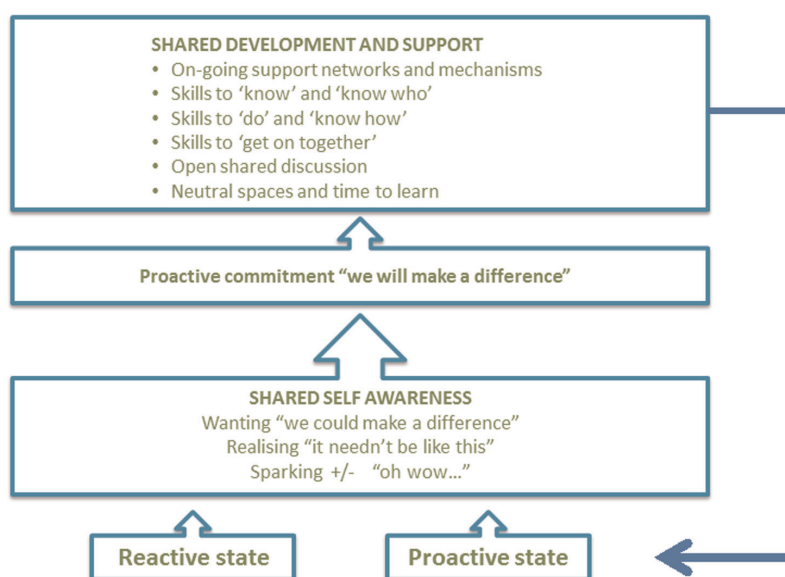 SHARED DEVELOPMENT AND SUPPORT
• On-going support networks and mechanisms
• Skills to ‘know’ and ‘know who’
• Skills to ‘do’ and ‘know how’
• Skills to ‘get on together’
• Open shared discussion
• Neutral spaces and time to learn
Proactive commitment “we will make a difference”
SHARED SELF AWARENESS
Wanting “we could make a difference”
Realising “it needn’t be like this”
Sparking +/- “oh wow…”
Reactive state
Proactive state